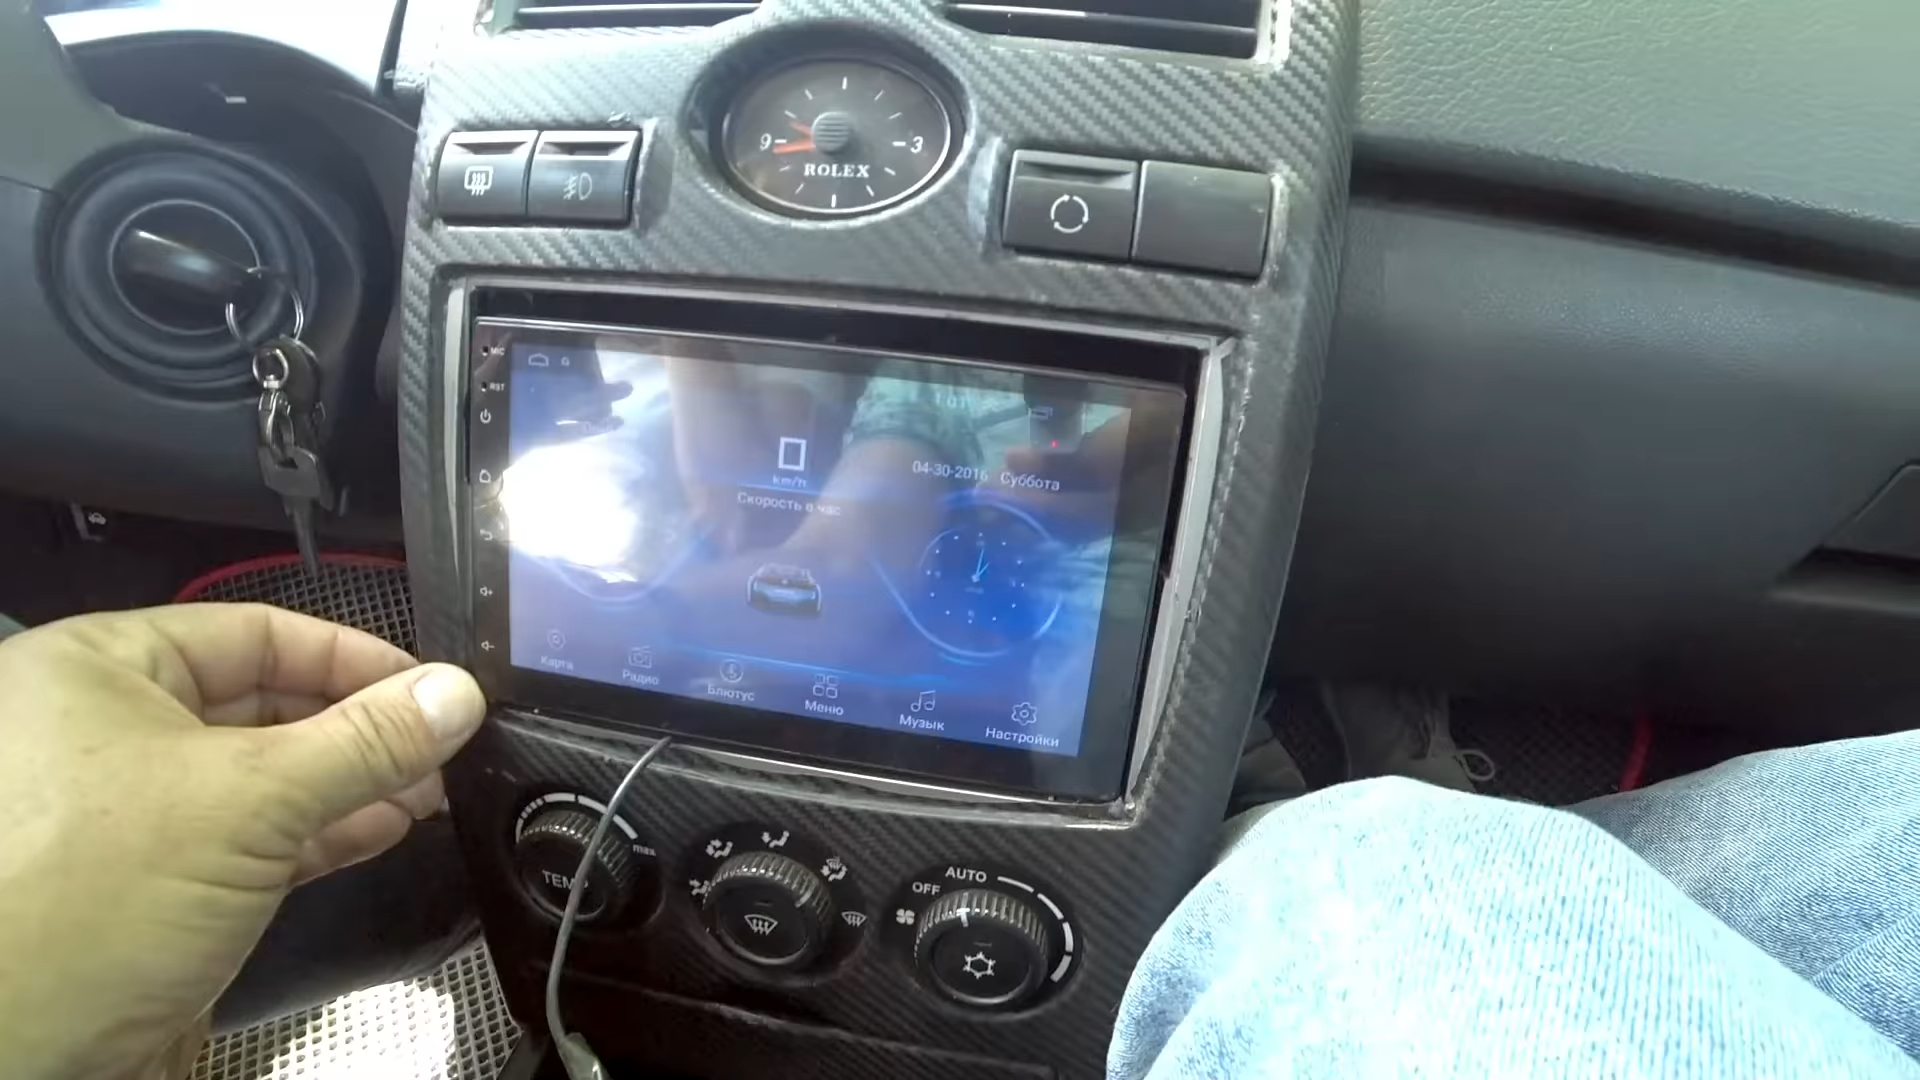 9
3
ROLEX
MIC
RST
G
km/h
Скорость в час
04-30-2016 Суббота
Карта
Радио
Блютус
Меню
Музык
Настройки
max
TEMP
AUTO
OFF